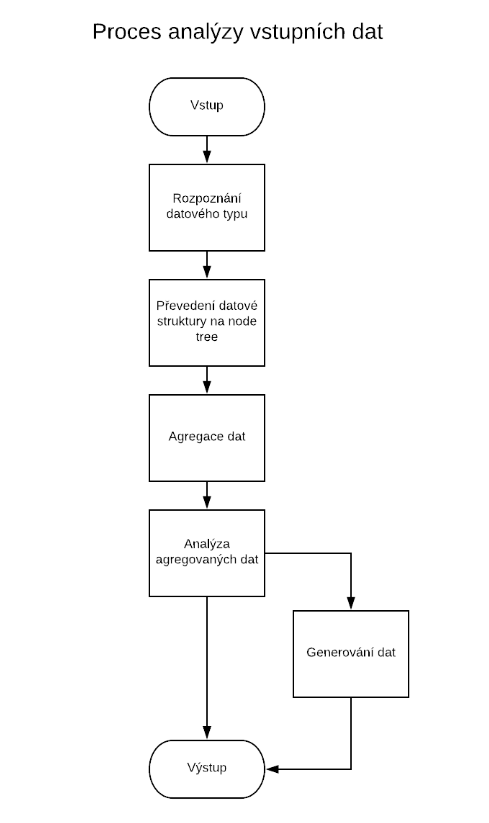 Proces analýzy vstupních dat
Vstup
Rozpoznání
datového typu
Převedení datové
struktury na node
tree
Agregace dat
Analýza
agregovaných dat
Generování dat
Výstup